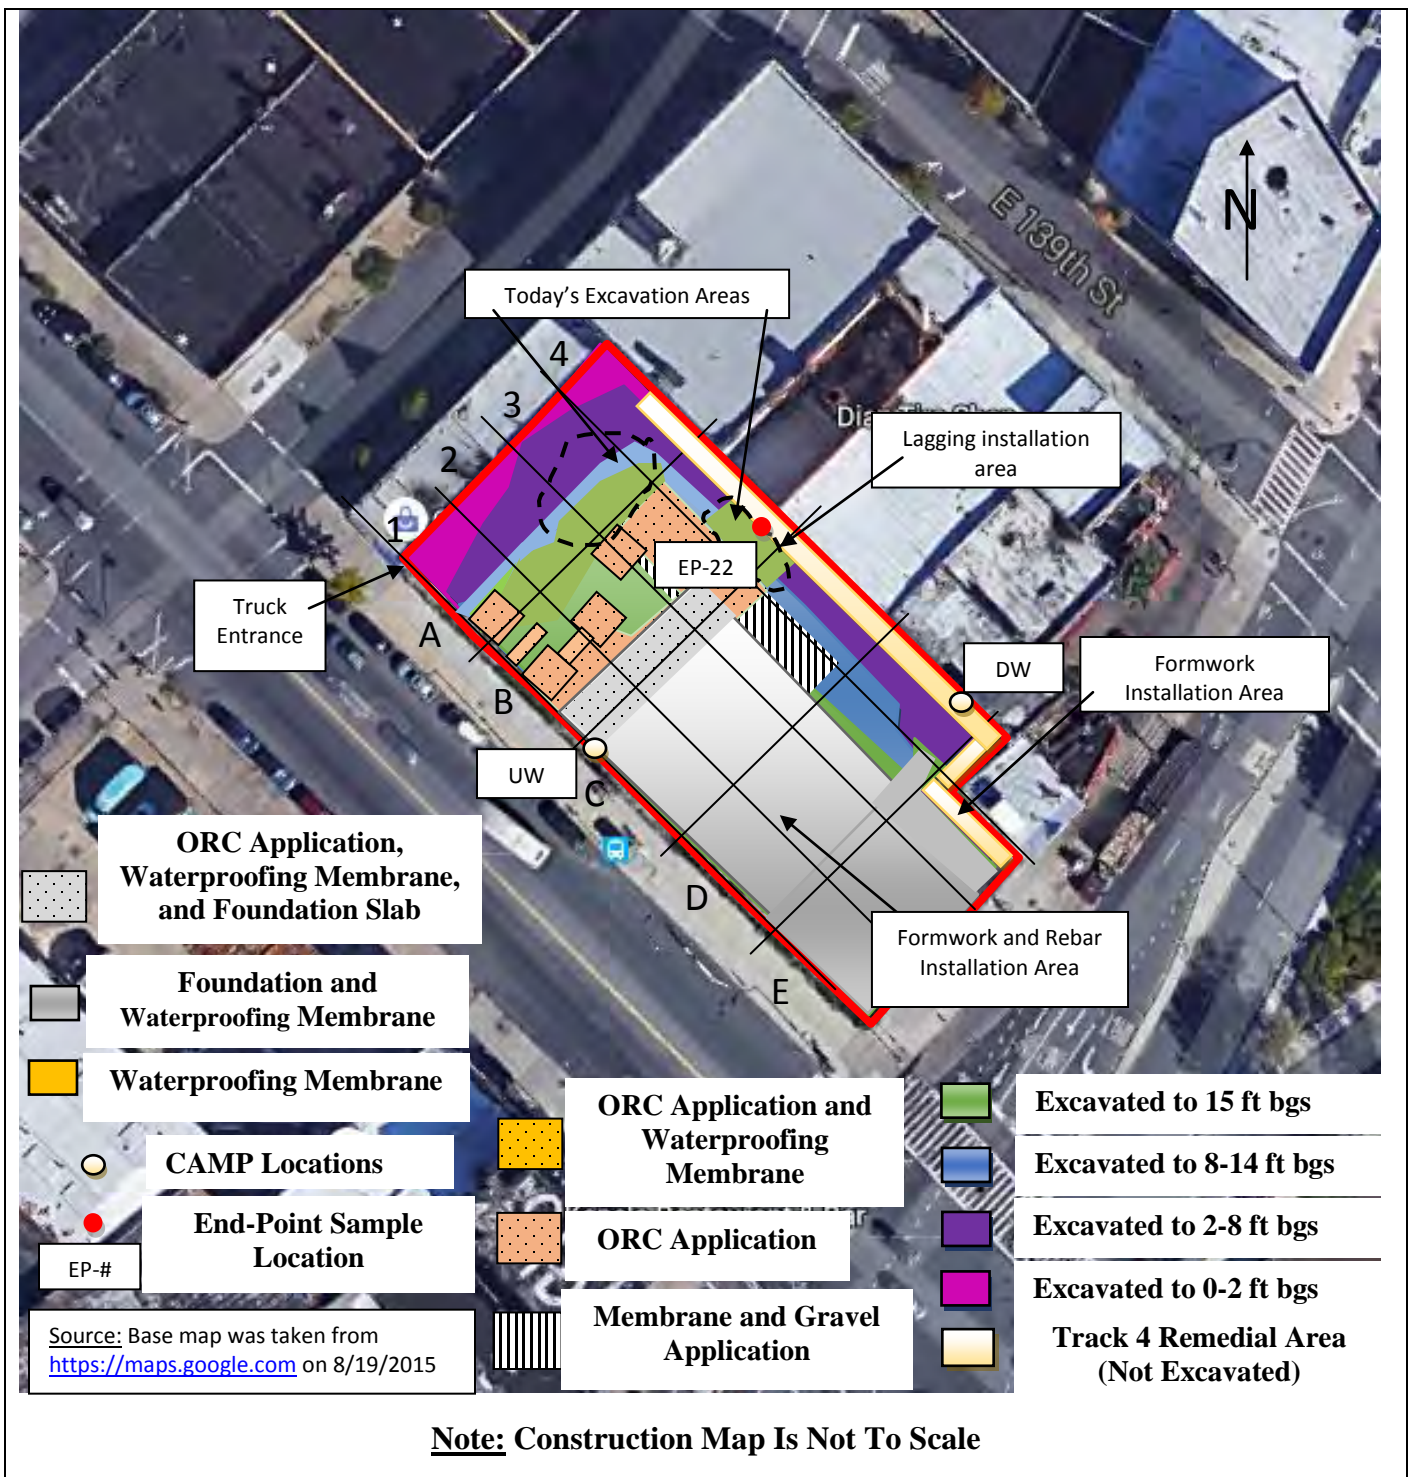 E 139th St
N
Today's Excavation Areas
4
3
2
1
Lagging installation
area
EP-22
Truck
Entrance
A
B
C
D
E
DW
UW
Formwork
Installation Area
Formwork and Rebar
Installation Area
ORC Application,
Waterproofing Membrane,
and Foundation Slab
Foundation and
Waterproofing Membrane
Waterproofing Membrane
CAMP Locations
End-Point Sample
Location
EP-#
ORC Application and
Waterproofing
Membrane
ORC Application
Membrane and Gravel
Application
Excavated to 15 ft bgs
Excavated to 8-14 ft bgs
Excavated to 2-8 ft bgs
Excavated to 0-2 ft bgs
Track 4 Remedial Area
(Not Excavated)
Source: Base map was taken from
https://maps.google.com on 8/19/2015
Note: Construction Map Is Not To Scale